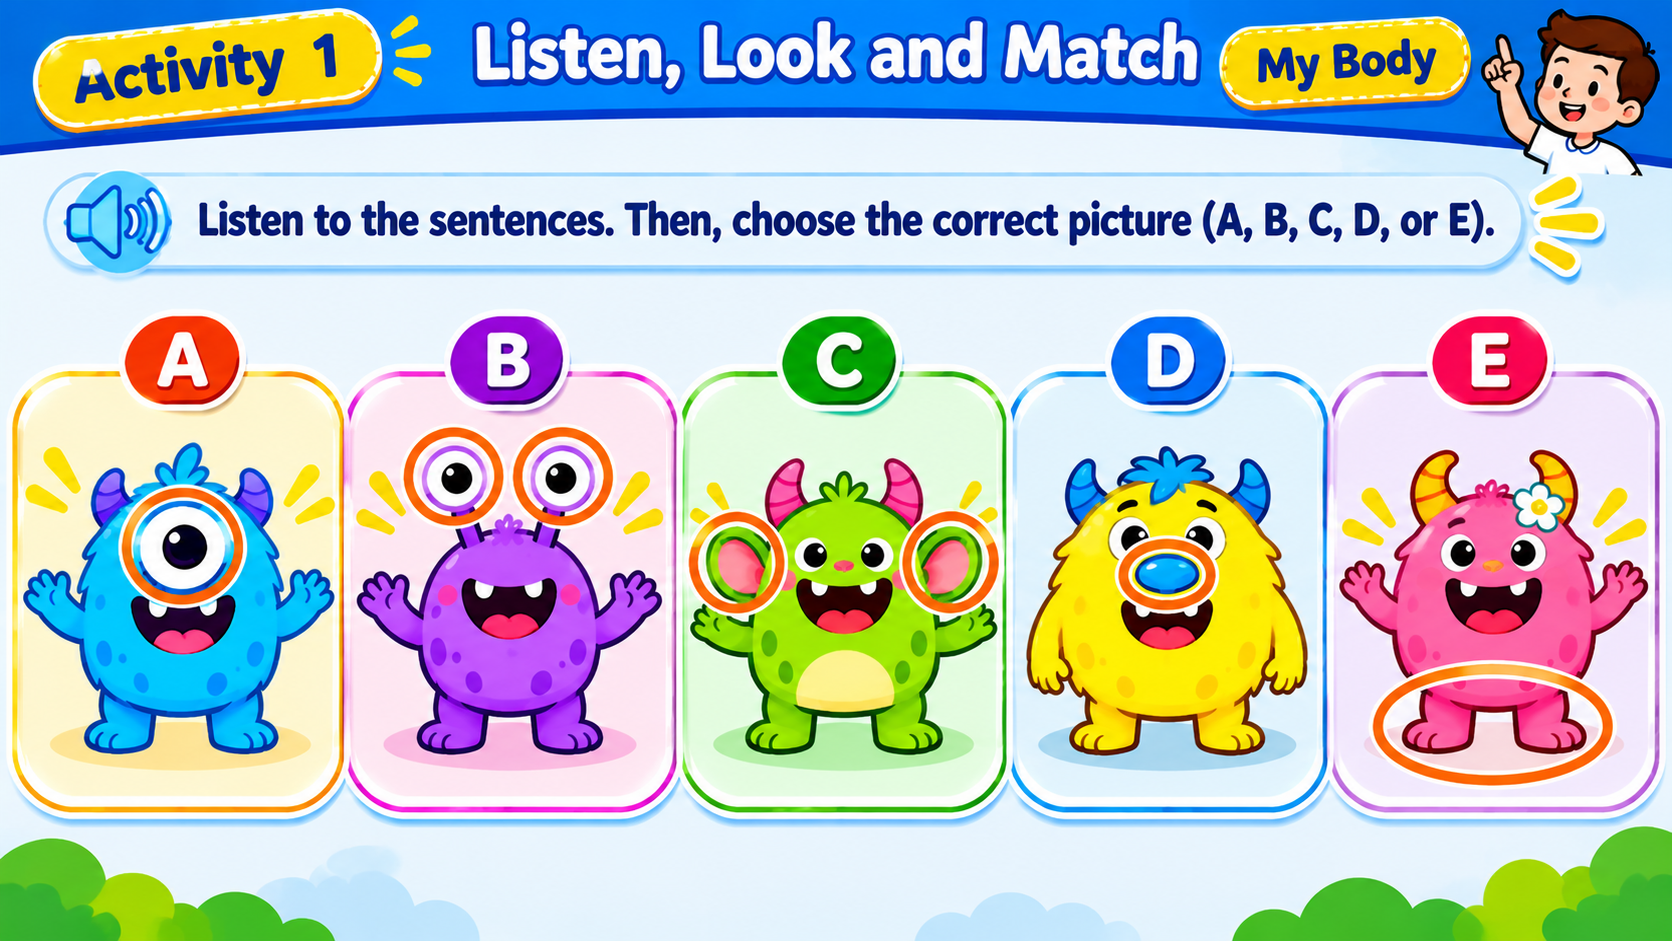 Activity 1
Listen, Look and Match
My Body
Listen to the sentences. Then, choose the correct picture (A, B, C, D, or E).
A
B
C
D
E